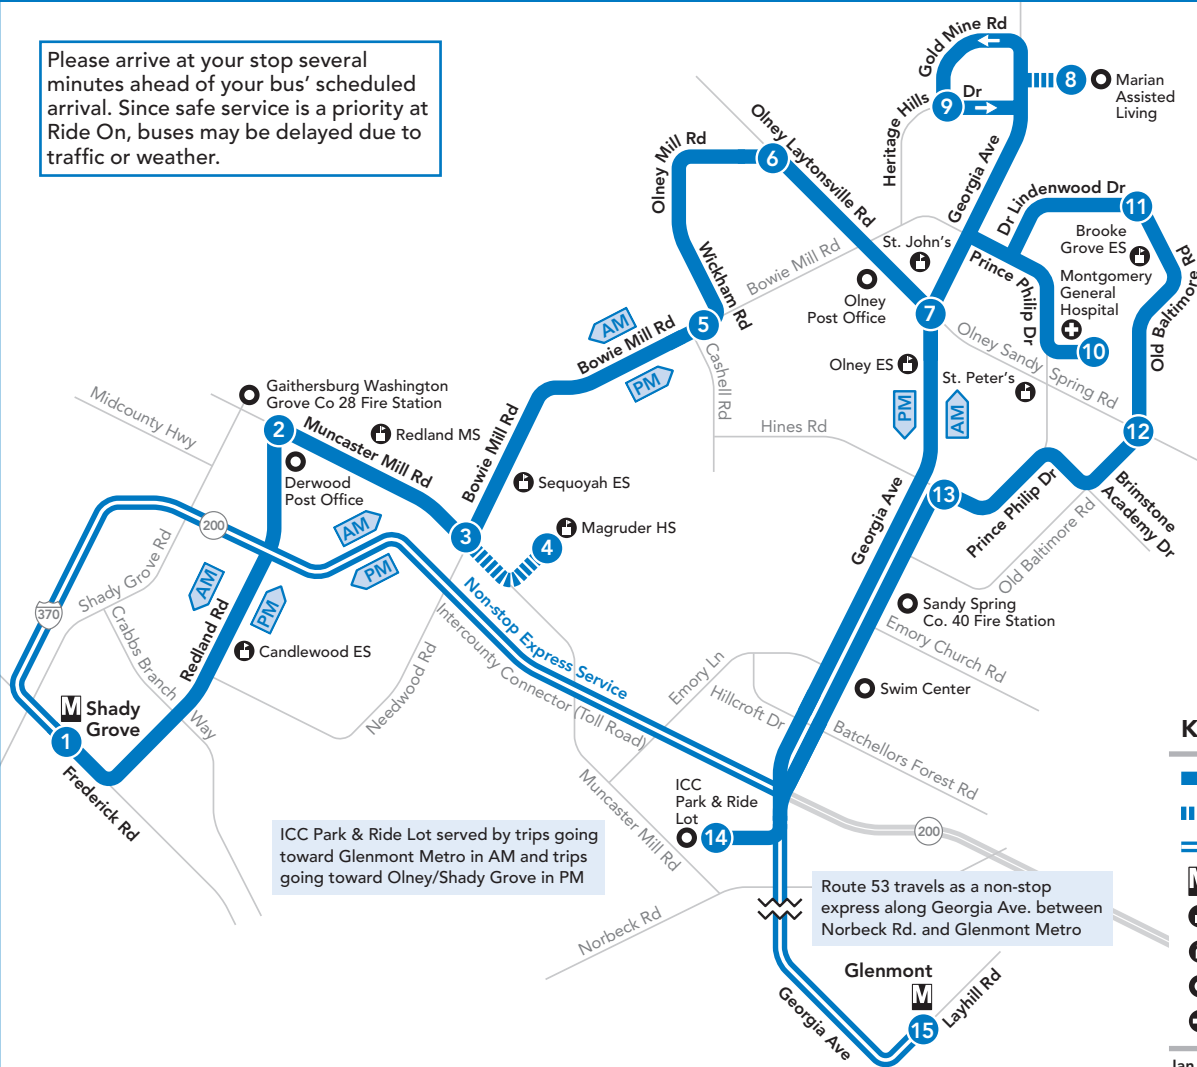 Please arrive at your stop several
minutes ahead of your bus' scheduled
arrival. Since safe service is a priority at
Ride On, buses may be delayed due to
traffic or weather.
Gold Mine Rd
8
Marian
Assisted
Living
9
Dr
Heritage Hills
Georgia Ave
Olney Laytonsville Rd
Olney Mill Rd
6
Dr Lindenwood Dr
11
Brooke
Grove ES
Old Baltimore
Rd
St. John's
Prince Philip Dr
Montgomery
General
Hospital
Bowie Mill Rd
Wickham Rd
Olney
Post Office
7
10
5
AM
Bowie Mill Rd
PM
Cashell Rd
Olney Sandy Spring Rd
Olney ES
St. Peter's
PM
AM
Gaithersburg Washington
Grove Co 28 Fire Station
Midcounty Hwy
2
Muncaster Mill Rd
Redland MS
Bowie Mill Rd
Hines Rd
12
Derwood
Post Office
Sequoyah ES
13
Prince Philip Dr
Brimstone
Academy Dr
200
AM
3
4
Magruder HS
Georgia Ave
Old Baltimore Rd
Shady Grove Rd
PM
AM
PM
370
Crabbs Branch Way
Redland Rd
Non-stop Express Service
Intercounty Connector (Toll Road)
Sandy Spring
Co. 40 Fire Station
Emory Church Rd
Candlewood ES
Needwood Rd
Emory Ln
Hillcroft Dr
Swim Center
Batchellors Forest Rd
M
Shady
Grove
1
Frederick Rd
K
ICC
Park & Ride
Lot
14
Muncaster Mill Rd
200
ICC Park & Ride Lot served by trips going
toward Glenmont Metro in AM and trips
going toward Olney/Shady Grove in PM
Route 53 travels as a non-stop
express along Georgia Ave. between
Norbeck Rd. and Glenmont Metro
Norbeck Rd
Glenmont
M
15
Layhill Rd
Georgia Ave